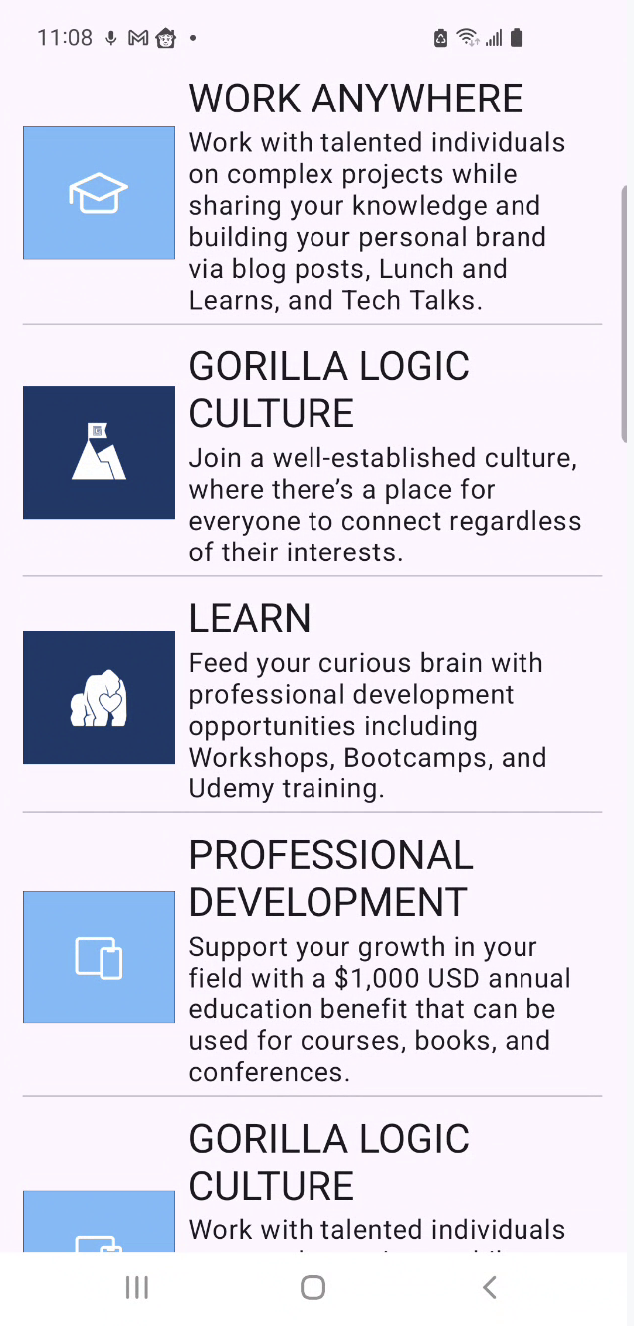 11:08
WORK ANYWHERE
Work with talented individuals
on complex projects while
sharing your knowledge and
building your personal brand
via blog posts, Lunch and
Learns, and Tech Talks.
GORILLA LOGIC
CULTURE
Join a well-established culture,
where there’s a place for
everyone to connect regardless
of their interests.
LEARN
Feed your curious brain with
professional development
opportunities including
Workshops, Bootcamps, and
Udemy training.
PROFESSIONAL
DEVELOPMENT
Support your growth in your
field with a $1,000 USD annual
education benefit that can be
used for courses, books, and
conferences.
GORILLA LOGIC
CULTURE
Work with talented individuals